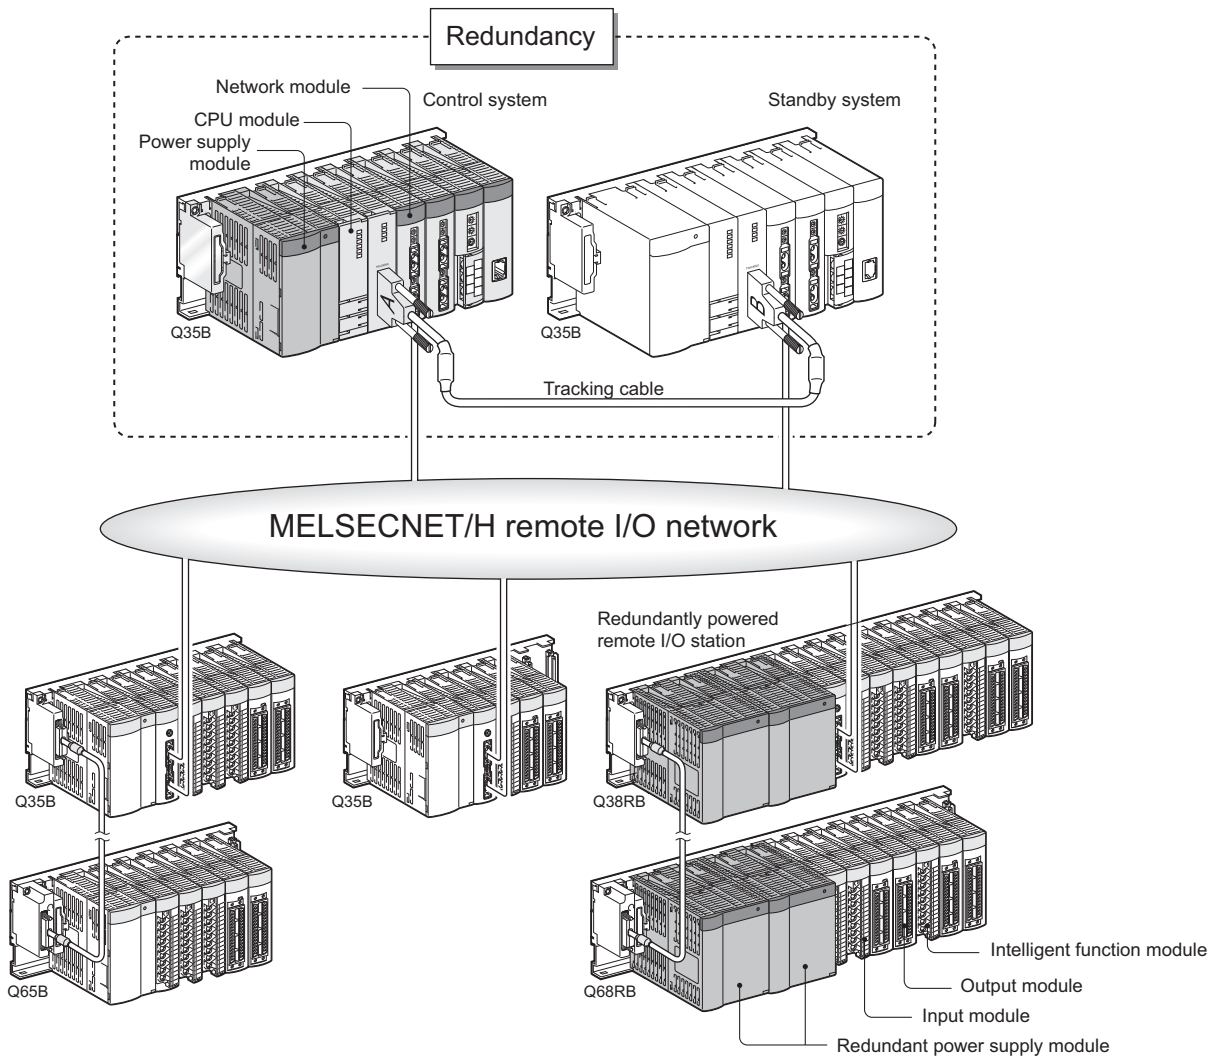 Redundancy
Network module
Control system
Standby system
CPU module
Power supply
module
A
B
Q35B
Q35B
Tracking cable
MELSECNET/H remote I/O network
Redundantly powered
remote I/O station
Q35B
Q35B
Q38RB
Q65B
Q68RB
Intelligent function module
Output module
Input module
Redundant power supply module